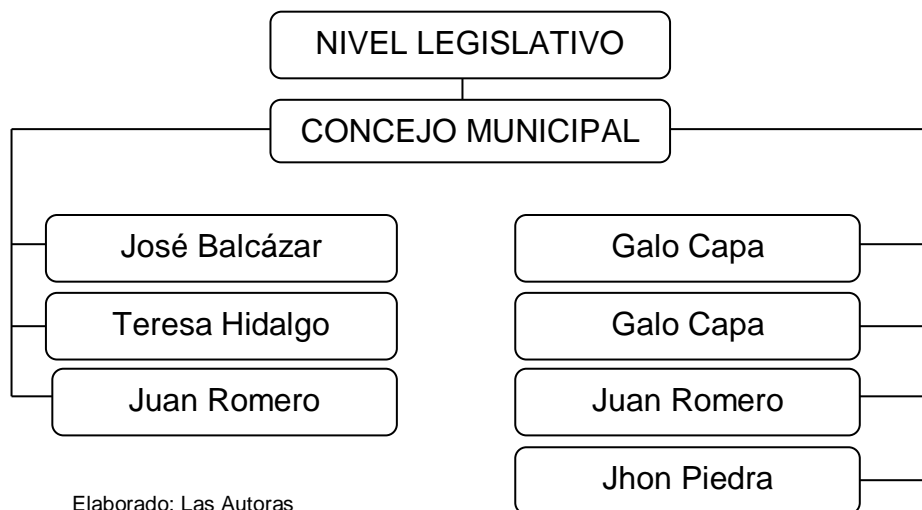 NIVEL LEGISLATIVO
CONCEJO MUNICIPAL
José Balcázar
Teresa Hidalgo
Juan Romero
Galo Capa
Galo Capa
Juan Romero
Jhon Piedra
Elaborado: Las Autoras